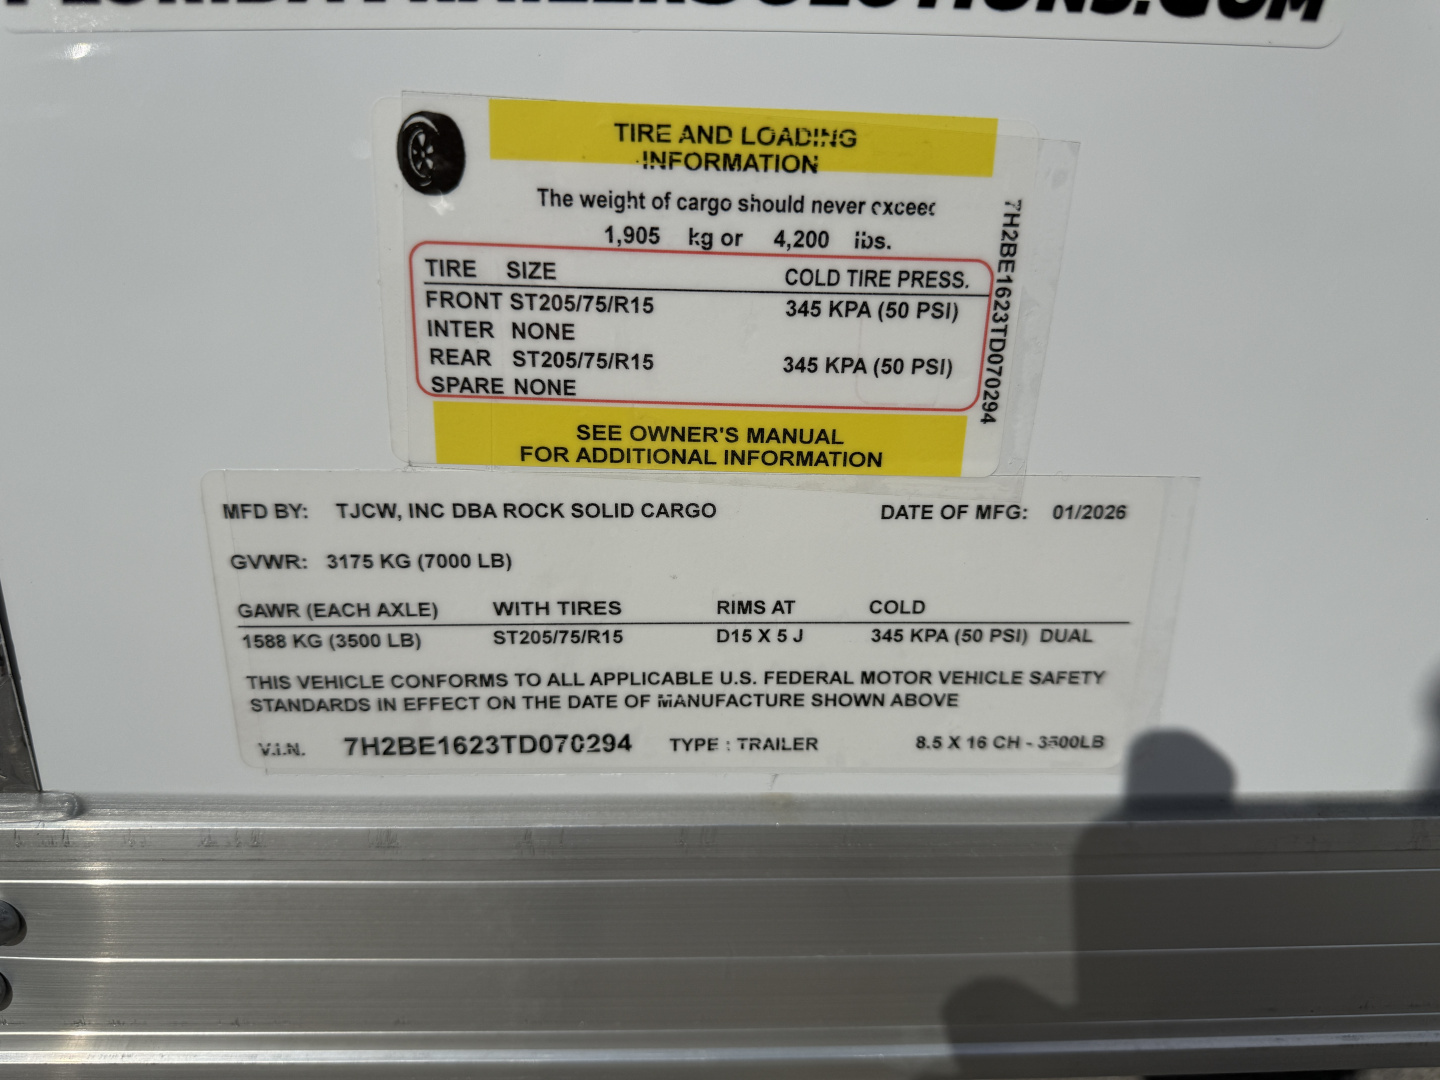 TIRE AND LOADING
INFORMATION
The weight of cargo should never exceed
1,905 kg or 4,200 lbs.
TIRE SIZE COLD TIRE PRESS.
FRONT ST205/75/R15 345 KPA (50 PSI)
INTER NONE
REAR ST205/75/R15 345 KPA (50 PSI)
SPARE NONE
SEE OWNER'S MANUAL
FOR ADDITIONAL INFORMATION
7H2BE1623TD070294
MFD BY: TJCW, INC DBA ROCK SOLID CARGO DATE OF MFG: 01/2026
GVWR: 3175 KG (7000 LB)
GAWR (EACH AXLE) WITH TIRES RIMS AT COLD
1588 KG (3500 LB) ST205/75/R15 D15 X 5 J 345 KPA (50 PSI) DUAL
THIS VEHICLE CONFORMS TO ALL APPLICABLE U.S. FEDERAL MOTOR VEHICLE SAFETY
STANDARDS IN EFFECT ON THE DATE OF MANUFACTURE SHOWN ABOVE
V.I.N. 7H2BE1623TD070294 TYPE : TRAILER 8.5 X 16 CH - 3500LB